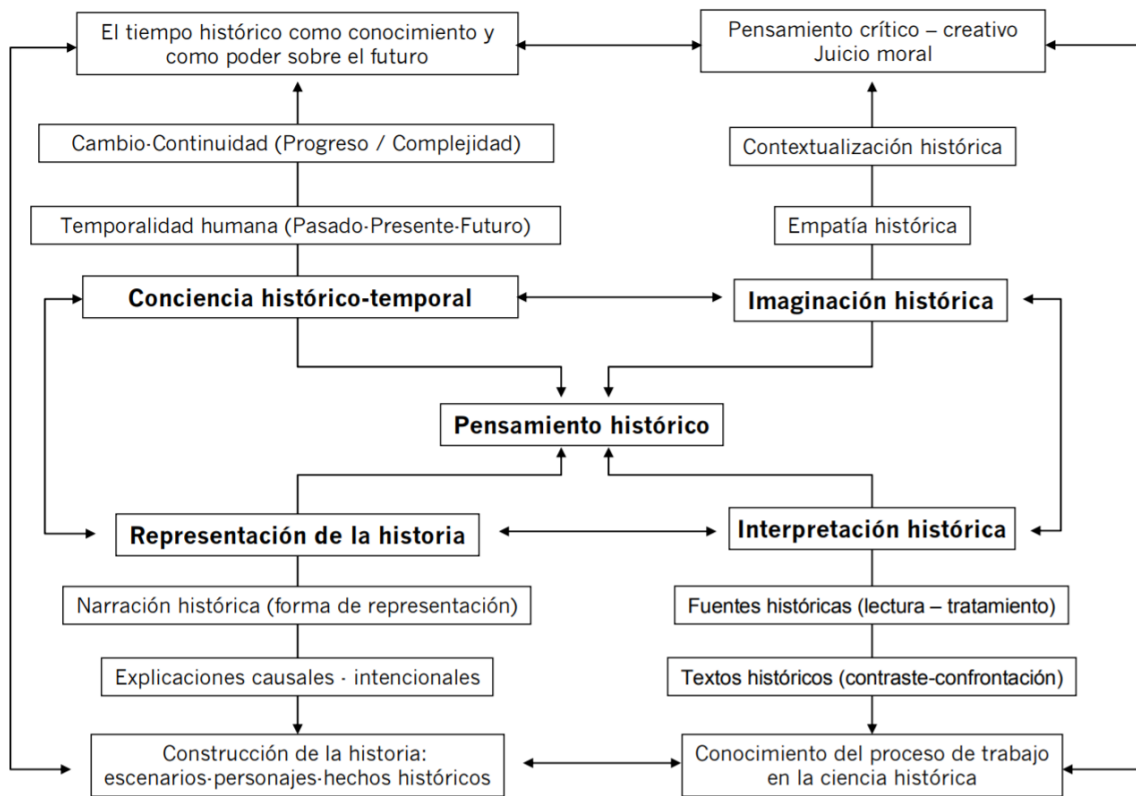 El tiempo histórico como conocimiento y
como poder sobre el futuro
Pensamiento crítico – creativo
Juicio moral
Cambio-Continuidad (Progreso / Complejidad)
Contextualización histórica
Temporalidad humana (Pasado-Presente-Futuro)
Empatía histórica
Conciencia histórico-temporal
Imaginación histórica
Pensamiento histórico
Representación de la historia
Interpretación histórica
Narración histórica (forma de representación)
Fuentes históricas (lectura – tratamiento)
Explicaciones causales - intencionales
Textos históricos (contraste-confrontación)
Construcción de la historia:
escenarios-personajes-hechos históricos
Conocimiento del proceso de trabajo
en la ciencia histórica